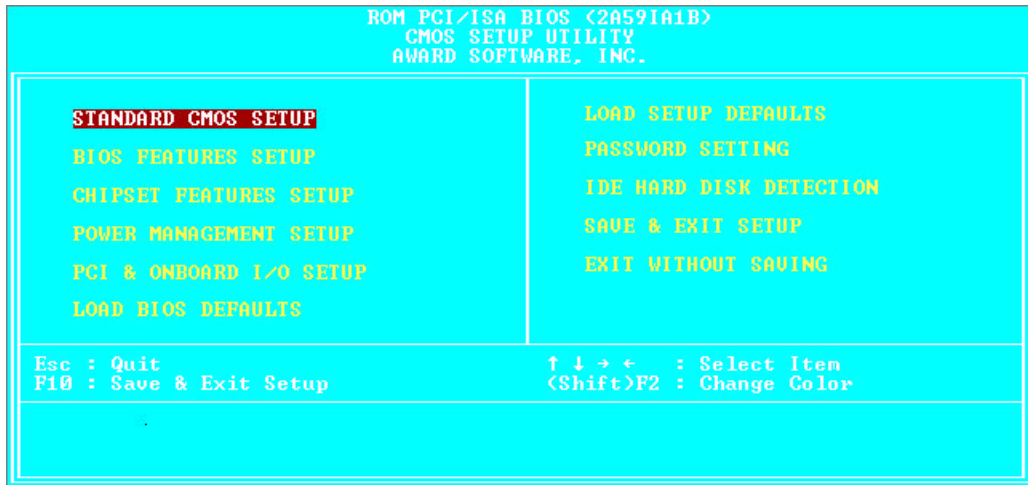 ROM PCI/ISA BIOS (2A59IA1B)
CMOS SETUP UTILITY
AWARD SOFTWARE, INC.
STANDARD CMOS SETUP
BIOS FEATURES SETUP
CHIPSET FEATURES SETUP
POWER MANAGEMENT SETUP
PCI & ONBOARD I/O SETUP
LOAD BIOS DEFAULTS
LOAD SETUP DEFAULTS
PASSWORD SETTING
IDE HARD DISK DETECTION
SAVE & EXIT SETUP
EXIT WITHOUT SAVING
Esc : Quit
F10 : Save & Exit Setup
↑ ↓ → ← : Select Item
(Shift)F2 : Change Color